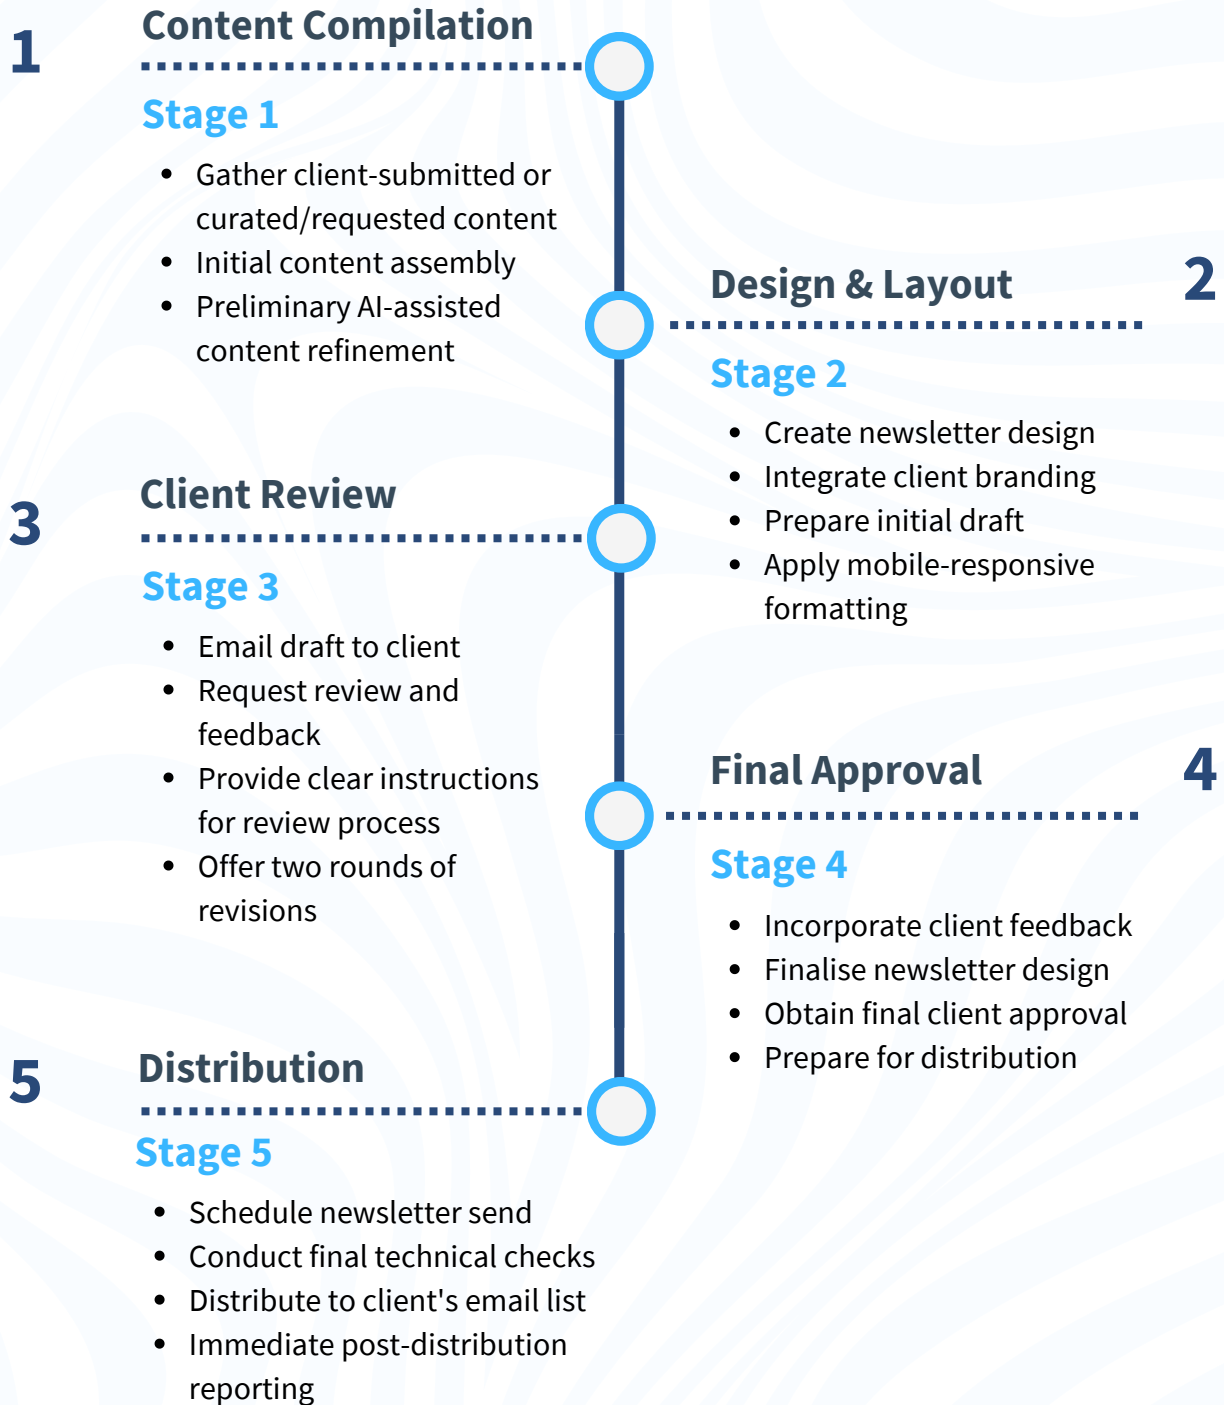 1
Content Compilation
Stage 1
• Gather client-submitted or
curated/requested content
• Initial content assembly
• Preliminary AI-assisted
content refinement
2
Design & Layout
Stage 2
• Create newsletter design
• Integrate client branding
• Prepare initial draft
• Apply mobile-responsive
formatting
3
Client Review
Stage 3
• Email draft to client
• Request review and
feedback
• Provide clear instructions
for review process
• Offer two rounds of
revisions
4
Final Approval
Stage 4
• Incorporate client feedback
• Finalise newsletter design
• Obtain final client approval
• Prepare for distribution
5
Distribution
Stage 5
• Schedule newsletter send
• Conduct final technical checks
• Distribute to client's email list
• Immediate post-distribution
reporting